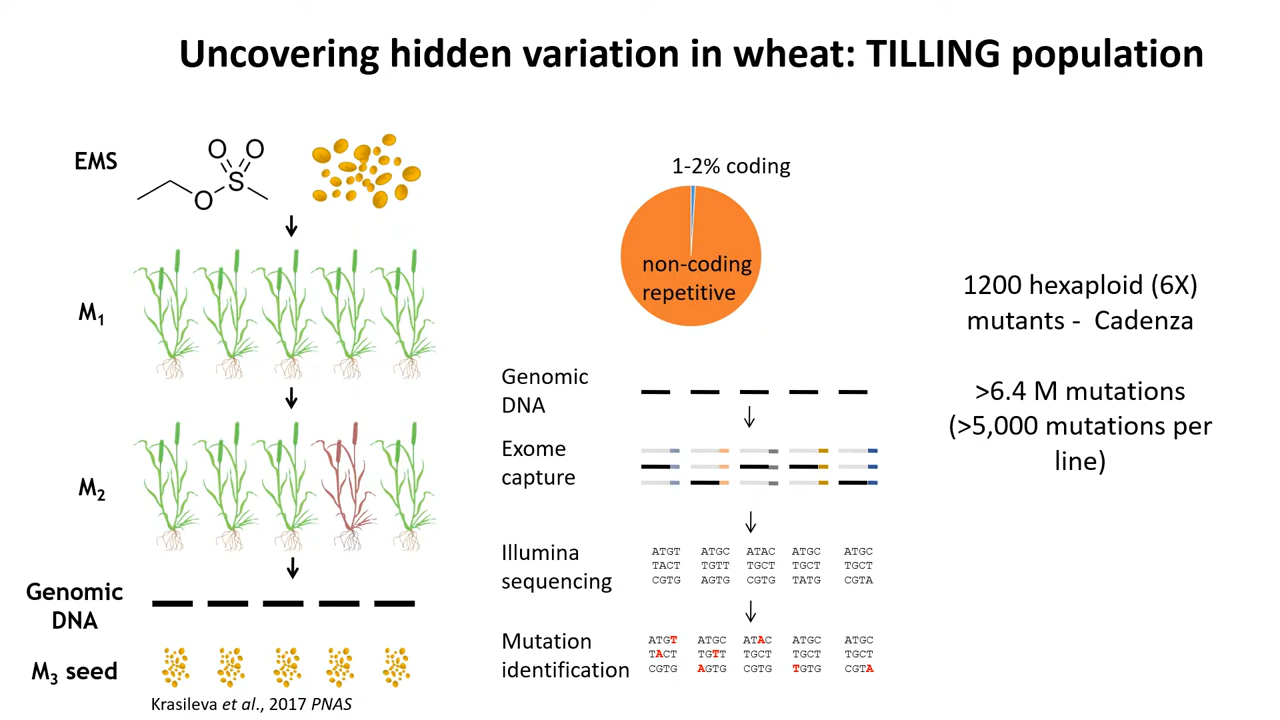 Uncovering hidden variation in wheat: TILLING population
EMS
O O
S
O
M1
M2
Genomic
DNA
M3 seed
Krasileva et al., 2017 PNAS
1-2% coding
non-coding
repetitive
Genomic
DNA
Exome
capture
Illumina
sequencing
ATGT ATGC ATAC ATGC ATGC
TACT TGTT TGCT TGCT TGCT
CGTG AGTG CGTG TATG CGTA
Mutation
identification
ATGT ATGC ATAC ATGC ATGC
TACT TGTT TGCT TGCT TGCT
CGTG AGTG CGTG TGTG CGTA
1200 hexaploid (6X)
mutants - Cadenza
>6.4 M mutations
(>5,000 mutations per
line)